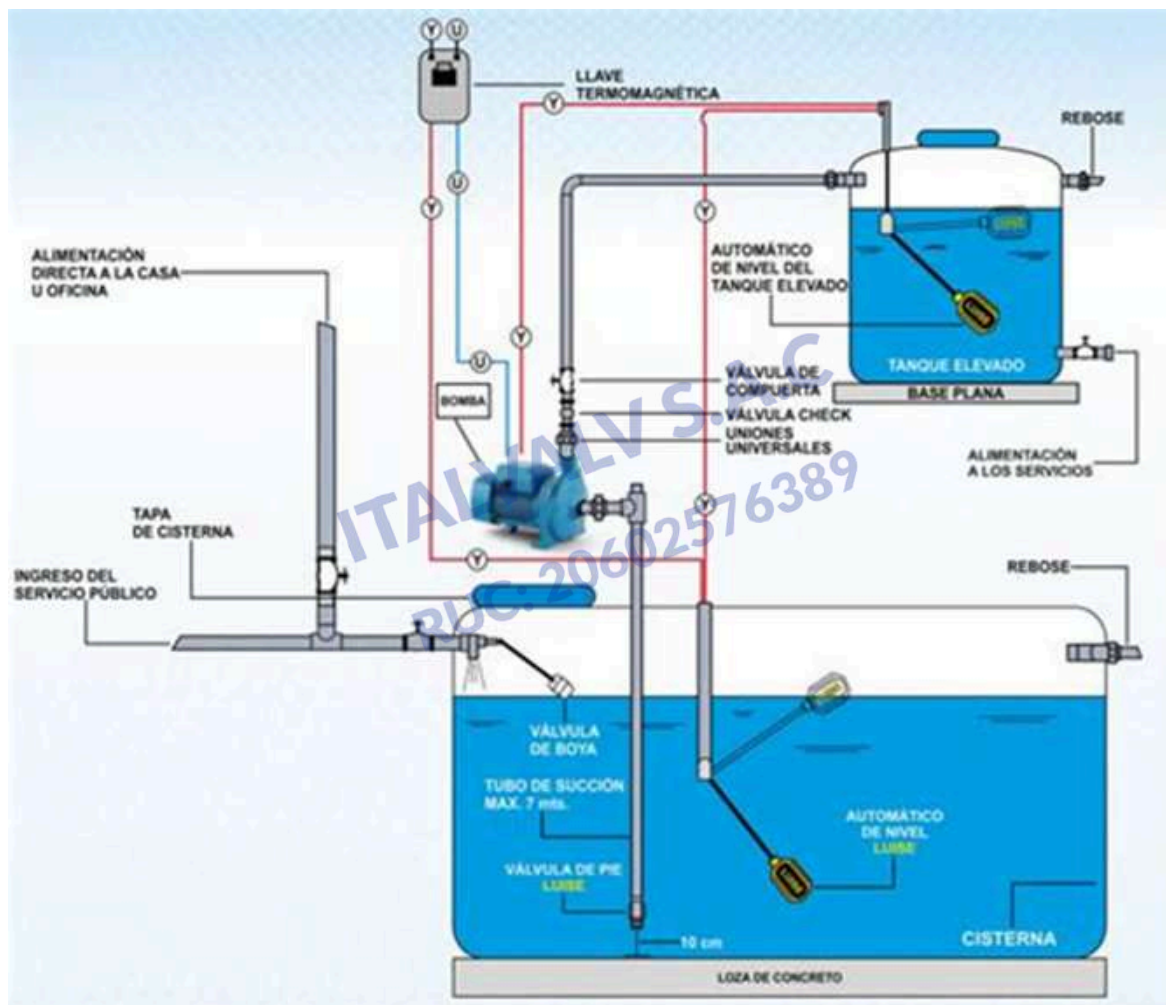 Y U
LLAVE
TERMOMAGNÉTICA
Y
REBOSE
U
Y
Y
ALIMENTACIÓN
DIRECTA A LA CASA
U OFICINA
AUTOMÁTICO
DE NIVEL DEL
TANQUE ELEVADO
Y
U
TANQUE ELEVADO
BASE PLANA
BOMBA
VÁLVULA DE
COMPUERTA
VÁLVULA CHECK
UNIONES
UNIVERSALES
ALIMENTACIÓN
A LOS SERVICIOS
ITALVALV S.A.C
RUC: 20602576389
Y
TAPA
DE CISTERNA
Y
INGRESO DEL
SERVICIO PÚBLICO
REBOSE
VÁLVULA
DE BOYA
TUBO DE SUCCIÓN
MAX. 7 mts.
AUTOMÁTICO
DE NIVEL
LUISE
VÁLVULA DE PIE
LUISE
10 cm
CISTERNA
LOZA DE CONCRETO